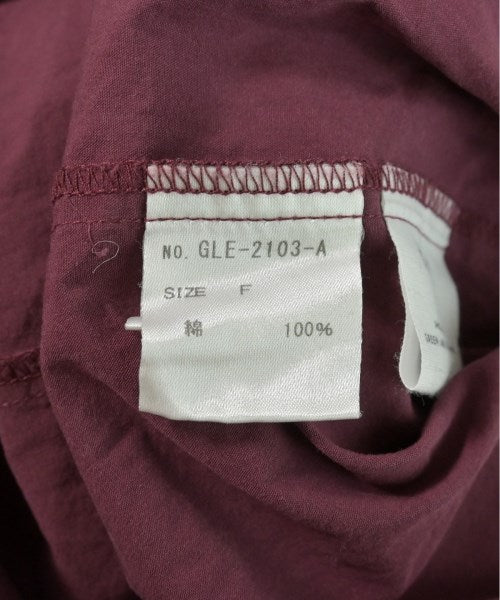 NO. GLE-2103-A
SIZE F
綿 100%